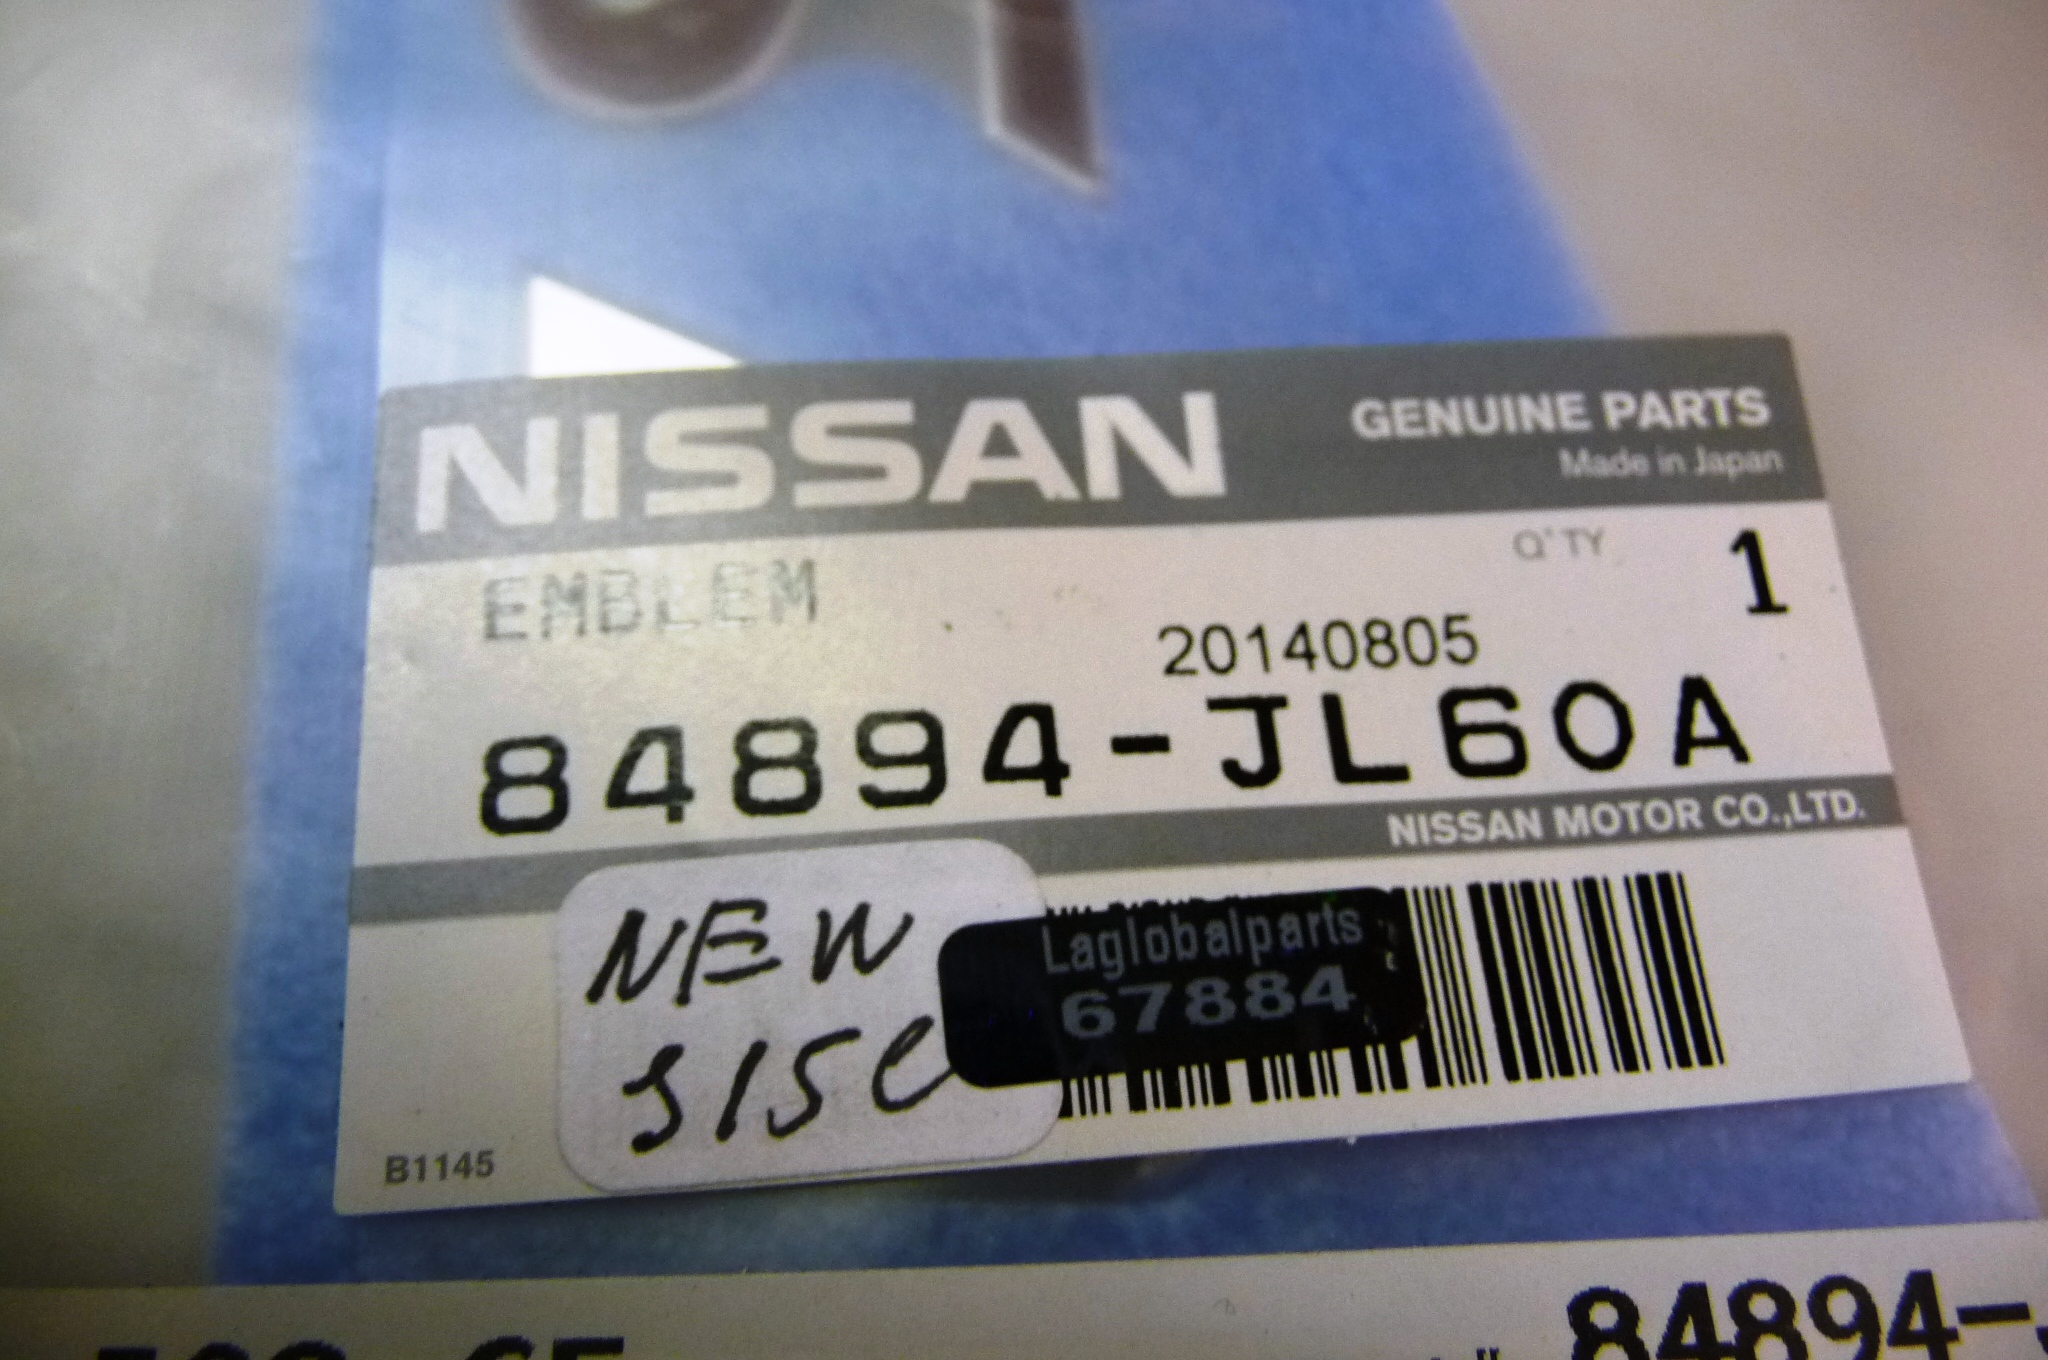 NISSAN
GENUINE PARTS
Made in Japan
EMBLEM
Q'TY 1
20140805
84894-JL60A
NISSAN MOTOR CO.,LTD.
NEW
SISE
Laglobalparts
67884
B1145
84894-